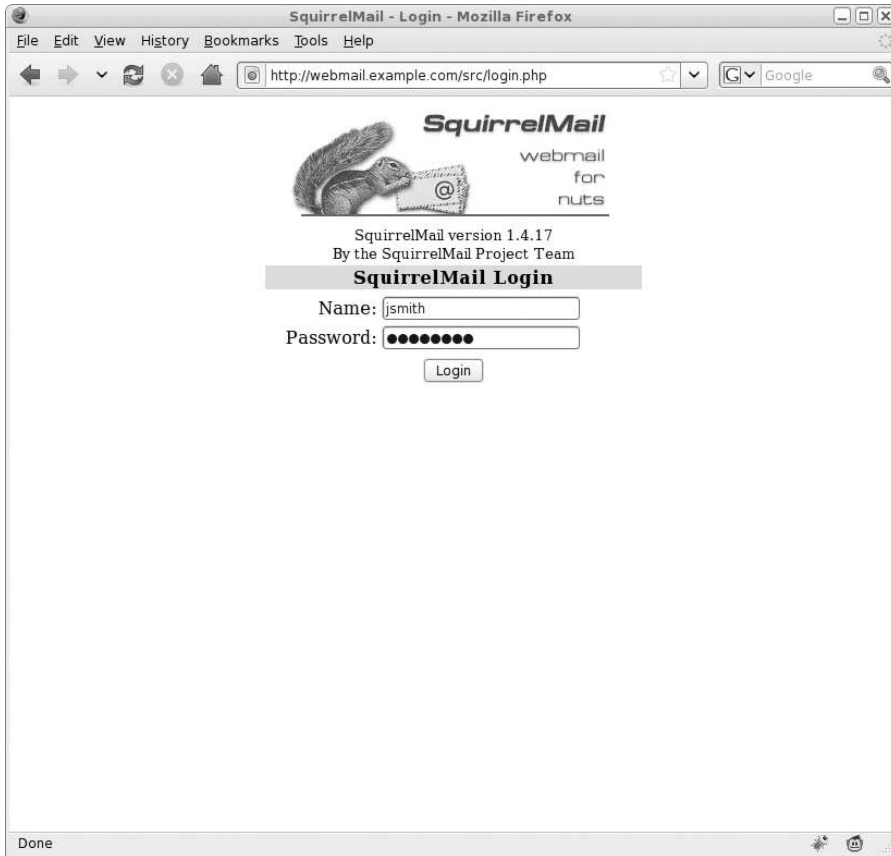 SquirrelMail - Login - Mozilla Firefox
File Edit View History Bookmarks Tools Help
http://webmail.example.com/src/login.php
G Google
SquirrelMail
webmail
for
nuts
@
SquirrelMail version 1.4.17
By the SquirrelMail Project Team
SquirrelMail Login
Name: jsmith
Password: ●●●●●●●●
Login
Done